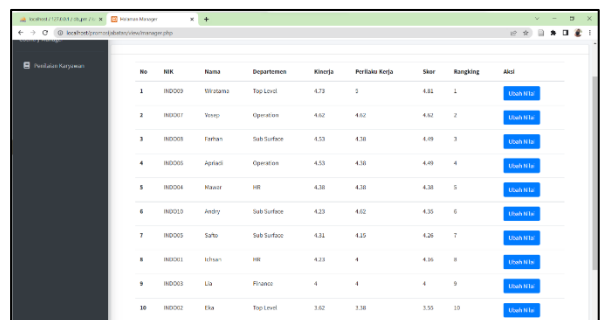 Halaman Manager
Penilaian Karyawan
No NIK Nama Departemen Kinerja Perilaku Kerja Skor Rangking Aksi
1 INDO09 Wiratama Top Level 4.73 5 4.81 1 Ubah Nilai
2 INDO07 Yosep Operation 4.62 4.62 4.62 2 Ubah Nilai
3 INDO08 Farhan Sub Surface 4.53 4.38 4.49 3 Ubah Nilai
4 INDO05 Apriadi Operation 4.53 4.38 4.49 4 Ubah Nilai
5 INDO04 Mawar HR 4.38 4.38 4.38 5 Ubah Nilai
6 INDO10 Andry Sub Surface 4.23 4.62 4.35 6 Ubah Nilai
7 INDO05 Safto Sub Surface 4.31 4.15 4.26 7 Ubah Nilai
8 INDO01 Ichsan HR 4.23 4 4.16 8 Ubah Nilai
9 INDO03 Lia Finance 4 4 4 9 Ubah Nilai
10 INDO02 Eka Top Level 3.62 3.38 3.55 10 Ubah Nilai